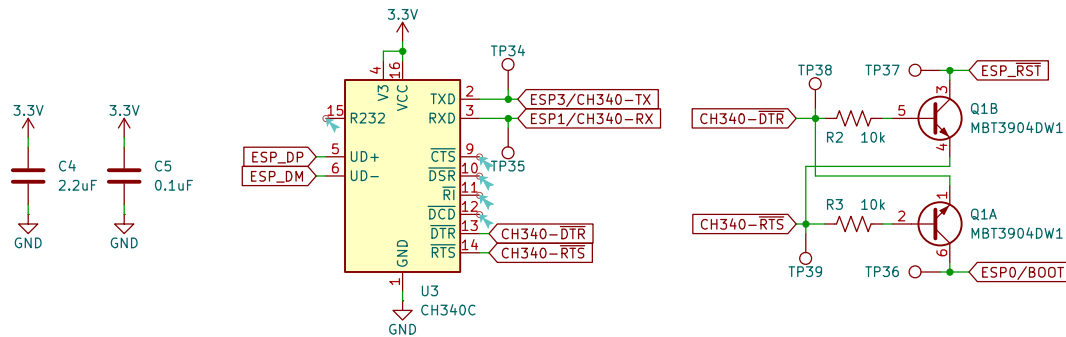 3.3V
C4
2.2uF
GND
3.3V
C5
0.1uF
GND
3.3V
4
16
V3
VCC
15
R232
TXD
2
RXD
3
TP34
ESP3/CH340-TX
ESP1/CH340-RX
TP35
ESP_DP
5
UD+
ESP_DM
6
UD-
CTS
9
DSR
10
RI
11
DCD
12
DTR
13
CH340-DTR
RTS
14
CH340-RTS
GND
1
GND
U3
CH340C
TP38
CH340-DTR
R2 10k
TP37
ESP_RST
3
5
4
Q1B
MBT3904DW1
CH340-RTS
R3 10k
TP39
1
2
6
Q1A
MBT3904DW1
TP36
ESP0/BOOT